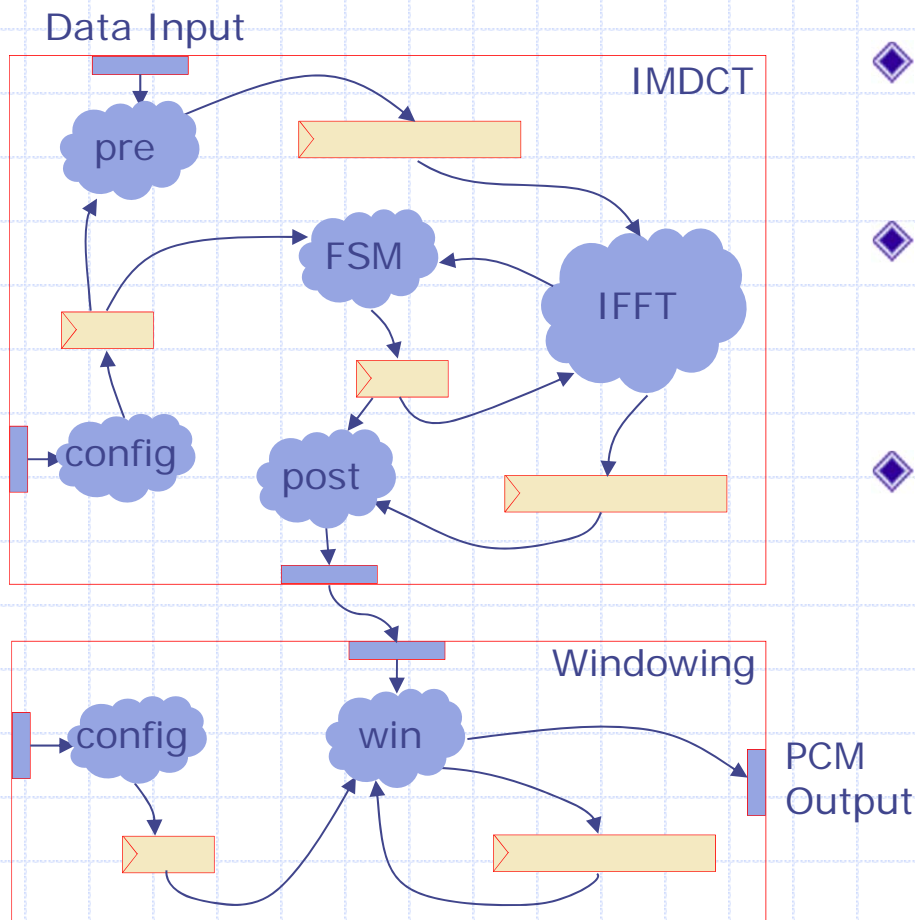 Data Input
IMDCT
pre
FSM
IFFT
config
post
Windowing
config
win
PCM
Output